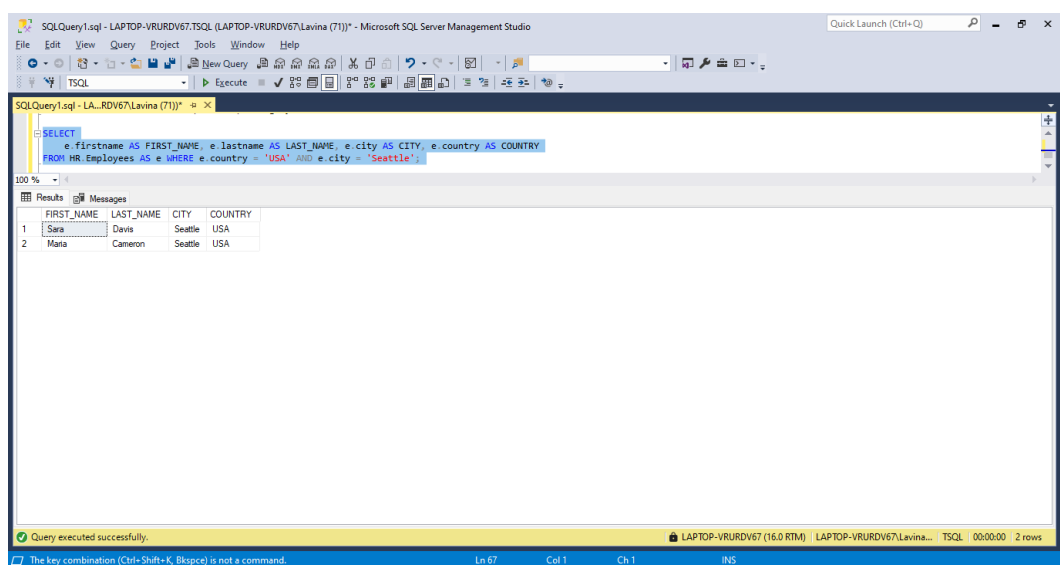 SQLQuery1.sql - LAPTOP-VRURDV67.TSQL (LAPTOP-VRURDV67\Lavina (71))* - Microsoft SQL Server Management Studio
Quick Launch (Ctrl+Q)
File Edit View Query Project Tools Window Help
New Query
TSQL Execute
SQLQuery1.sql - LA...RDV67\Lavina (71))*
SELECT
e.firstname AS FIRST_NAME, e.lastname AS LAST_NAME, e.city AS CITY, e.country AS COUNTRY
FROM HR.Employees AS e WHERE e.country = 'USA' AND e.city = 'Seattle';
100 %
Results Messages
FIRST_NAME LAST_NAME CITY COUNTRY
1 Sara Davis Seattle USA
2 Maria Cameron Seattle USA
Query executed successfully. LAPTOP-VRURDV67 (16.0 RTM) LAPTOP-VRURDV67\Lavina... TSQL 00:00:00 2 rows
The key combination (Ctrl+Shift+K, Bkspce) is not a command. Ln 67 Col 1 Ch 1 INS